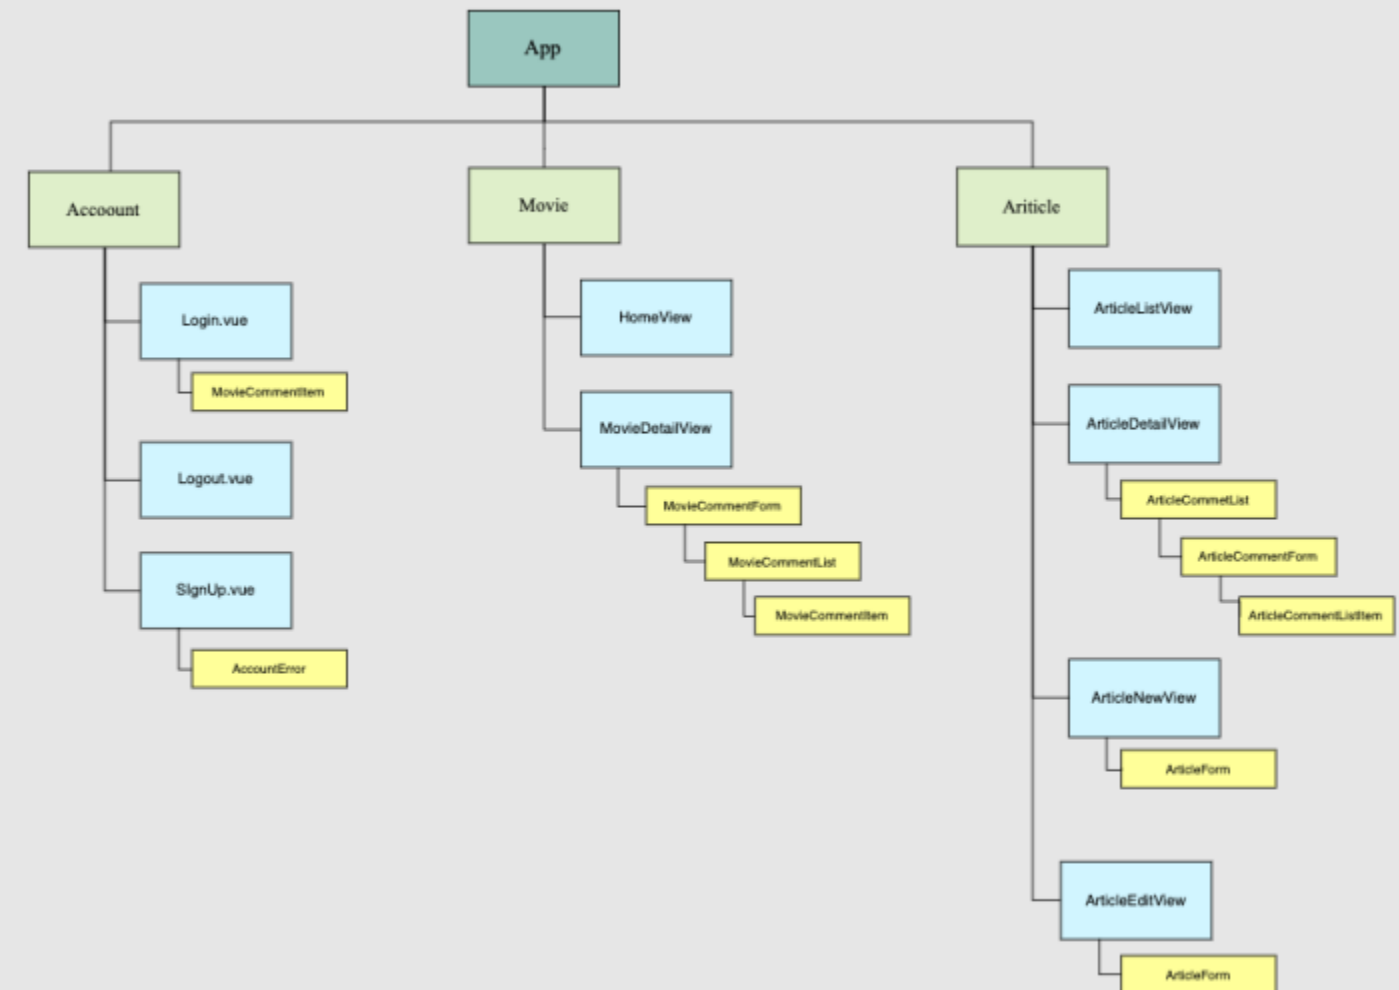 App
Accoount
Movie
Ariticle
Login.vue
MovieCommentItem
Logout.vue
SIgnUp.vue
AccountError
HomeView
MovieDetailView
MovieCommentForm
MovieCommentList
MovieCommentItem
ArticleListView
ArticleDetailView
ArticleCommetList
ArticleCommentForm
ArticleCommentListItem
ArticleNewView
ArticleForm
ArticleEditView
ArticleForm